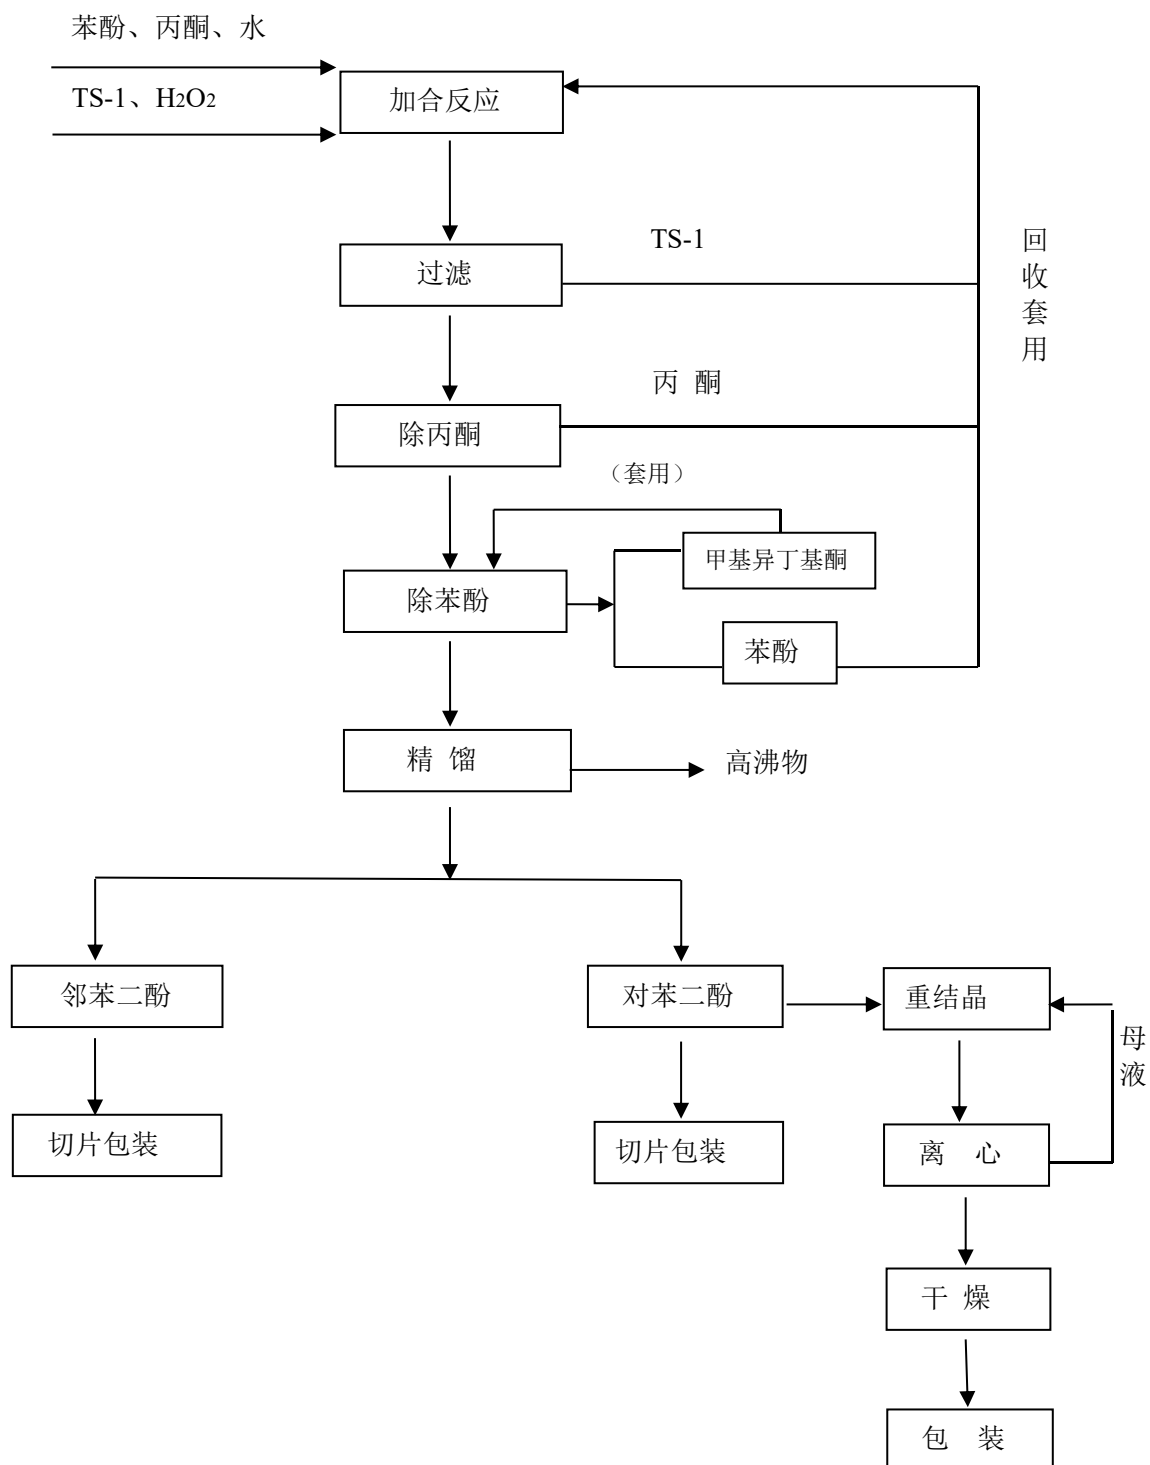 苯酚、丙酮、水
TS-1、H2O2
加合反应
过滤
TS-1
回收套用
丙 酮
除丙酮
（套用）
甲基异丁基酮
除苯酚
苯酚
精 馏
高沸物
邻苯二酚
对苯二酚
重结晶
母液
切片包装
切片包装
离 心
干 燥
包 装